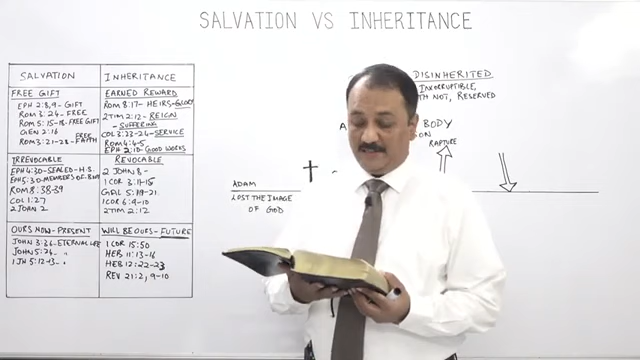 SALVATION VS INHERITANCE
SALVATION
FREE GIFT
EPH 2:8,9- GIFT
ROM 3:24- FREE
ROM 5:15-18-FREE GIFT
GEN 2:16
ROM 3:21-28-FREE FAITH
IRREVOCABLE
EPH 4:30-SEALED-H.S.
EPH 5:30-MEMBERS OF
ROM 8:38-39
COL 1:27
2 JOHN 2
OURS NOW-PRESENT
JOHN 3:36-ETERNAL LIFE
JOHN 5:24- "
1 JN 5:12-13- "
INHERITANCE
EARNED REWARD
ROM 8:17- HEIRS-GLORY
2TIM 2:12- REIGN
- SUFFERING
COL 3:23-24-SERVICE
ROM 4:4-5
EPH 2:10-GOOD WORKS
REVOCABLE
2 JOHN 8-
1 COR 3:11-15
GAL 5:19-21
1 COR 6:9-10
2TIM 2:12
WILL BE OURS-FUTURE
1 COR 15:50
HEB 11:13-16
HEB 12:22-23
REV 21:2, 9-10
DISINHERITED
INCORRUPTIBLE,
NOT, RESERVED
BODY
RAPTURE
ADAM
LOST THE IMAGE
OF GOD